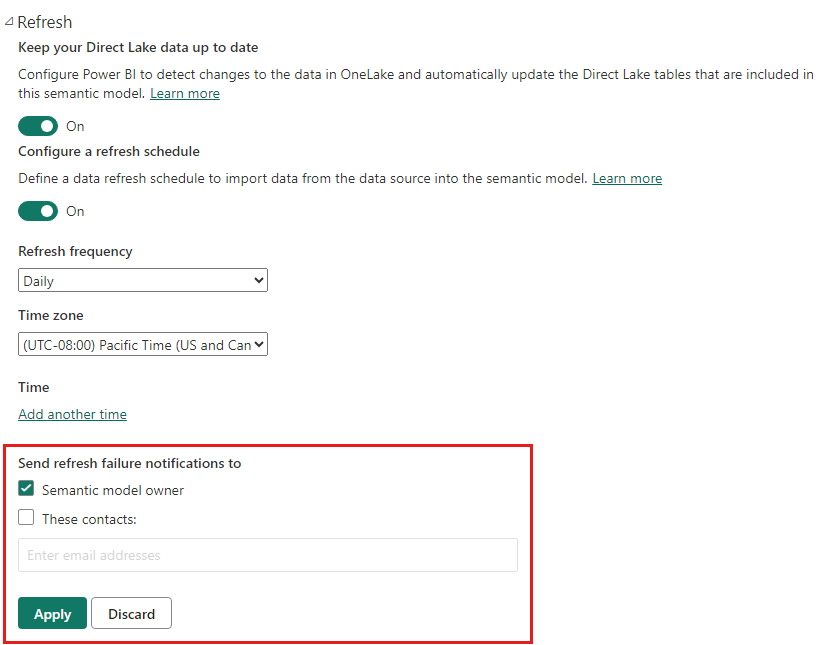 Refresh
Keep your Direct Lake data up to date
Configure Power BI to detect changes to the data in OneLake and automatically update the Direct Lake tables that are included in
this semantic model. Learn more
On
Configure a refresh schedule
Define a data refresh schedule to import data from the data source into the semantic model. Learn more
On
Refresh frequency
Daily
Time zone
(UTC-08:00) Pacific Time (US and Can
Time
Add another time
Send refresh failure notifications to
Semantic model owner
These contacts:
Enter email addresses
Apply Discard